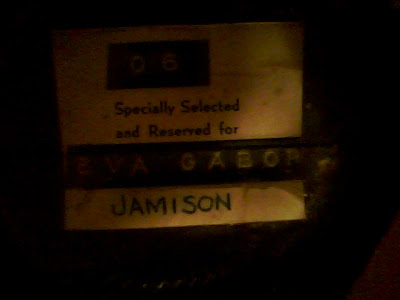 06
Specially Selected
and Reserved for
EVA GABOR
JAMISON